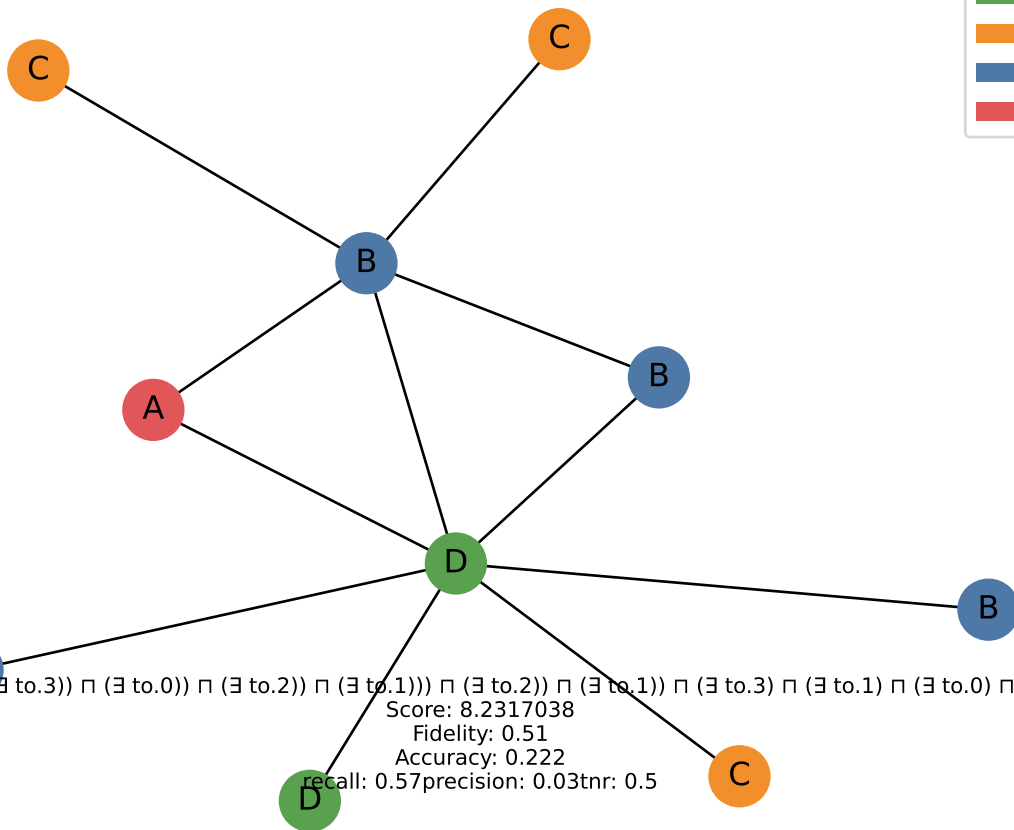 C
C
B
B
A
D
B
∃ to.3)) ⊓ (∃ to.0)) ⊓ (∃ to.2)) ⊓ (∃ to.1))) ⊓ (∃ to.2)) ⊓ (∃ to.1)) ⊓ (∃ to.3) ⊓ (∃ to.1) ⊓ (∃ to.0) ⊓
Score: 8.2317038
Fidelity: 0.51
Accuracy: 0.222
recall: 0.57precision: 0.03tnr: 0.5
C
D